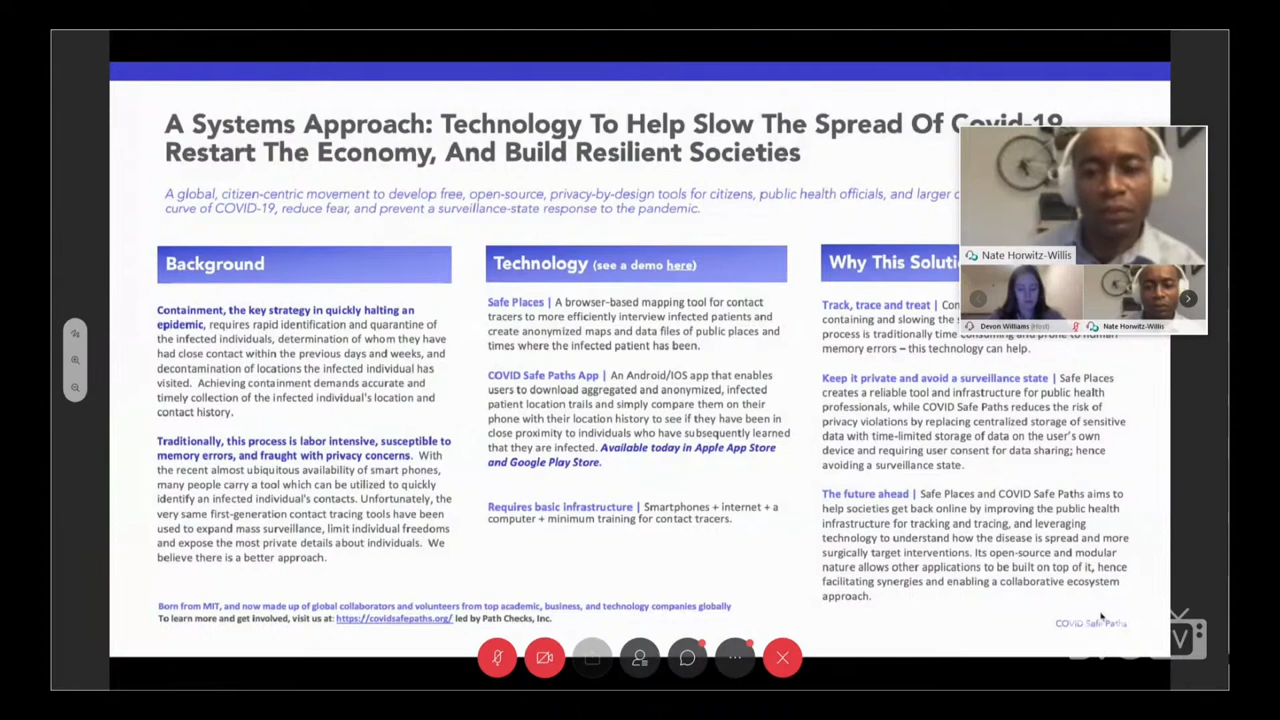 A Systems Approach: Technology To Help Slow The Spread Of Covid-19
Restart The Economy, And Build Resilient Societies
A global, citizen-centric movement to develop free, open-source, privacy-by-design tools for citizens, public health officials, and larger
curve of COVID-19, reduce fear, and prevent a surveillance-state response to the pandemic.
Background
Containment, the key strategy in quickly halting an
epidemic, requires rapid identification and quarantine of
the infected individuals, determination of whom they have
had close contact within the previous days and weeks, and
decontamination of locations the infected individual has
visited. Achieving containment demands accurate and
timely collection of the infected individual's location and
contact history.
Traditionally, this process is labor intensive, susceptible to
memory errors, and fraught with privacy concerns. With
the recent almost ubiquitous availability of smart phones,
many people carry a tool which can be utilized to quickly
identify an infected individual's contacts. Unfortunately, the
very same first-generation contact tracing tools have been
used to expand mass surveillance, limit individual freedoms
and expose the most private details about individuals. We
believe there is a better approach.
Technology (see a demo here)
Safe Places | A browser-based mapping tool for contact
tracers to more efficiently interview infected patients and
create anonymized maps and data files of public places and
times where the infected patient has been.
COVID Safe Paths App | An Android/IOS app that enables
users to download aggregated and anonymized, infected
patient location trails and simply compare them on their
phone with their location history to see if they have been in
close proximity to individuals who have subsequently learned
that they are infected. Available today in Apple App Store
and Google Play Store.
Requires basic infrastructure | Smartphones + internet + a
computer + minimum training for contact tracers.
Why This
Track, trace and treat |
containing and slowing the
process is traditionally time consuming and prone to human
memory errors – this technology can help.
Keep it private and avoid a surveillance state | Safe Places
creates a reliable tool and infrastructure for public health
professionals, while COVID Safe Paths reduces the risk of
privacy violations by replacing centralized storage of sensitive
data with time-limited storage of data on the user's own
device and requiring user consent for data sharing; hence
avoiding a surveillance state.
The future ahead | Safe Places and COVID Safe Paths aims to
help societies get back online by improving the public health
infrastructure for tracking and tracing, and leveraging
technology to understand how the disease is spread and more
surgically target interventions. Its open-source and modular
nature allows other applications to be built on top of it, hence
facilitating synergies and enabling a collaborative ecosystem
approach.
Born from MIT, and now made up of global collaborators and volunteers from top academic, business, and technology companies globally
To learn more and get involved, visit us at: https://covidsafepaths.org/ led by Path Checks, Inc.
COVID Safe Paths
Nate Horwitz-Willis
Devon Williams (Host)
Nate Horwitz-Willis
TV